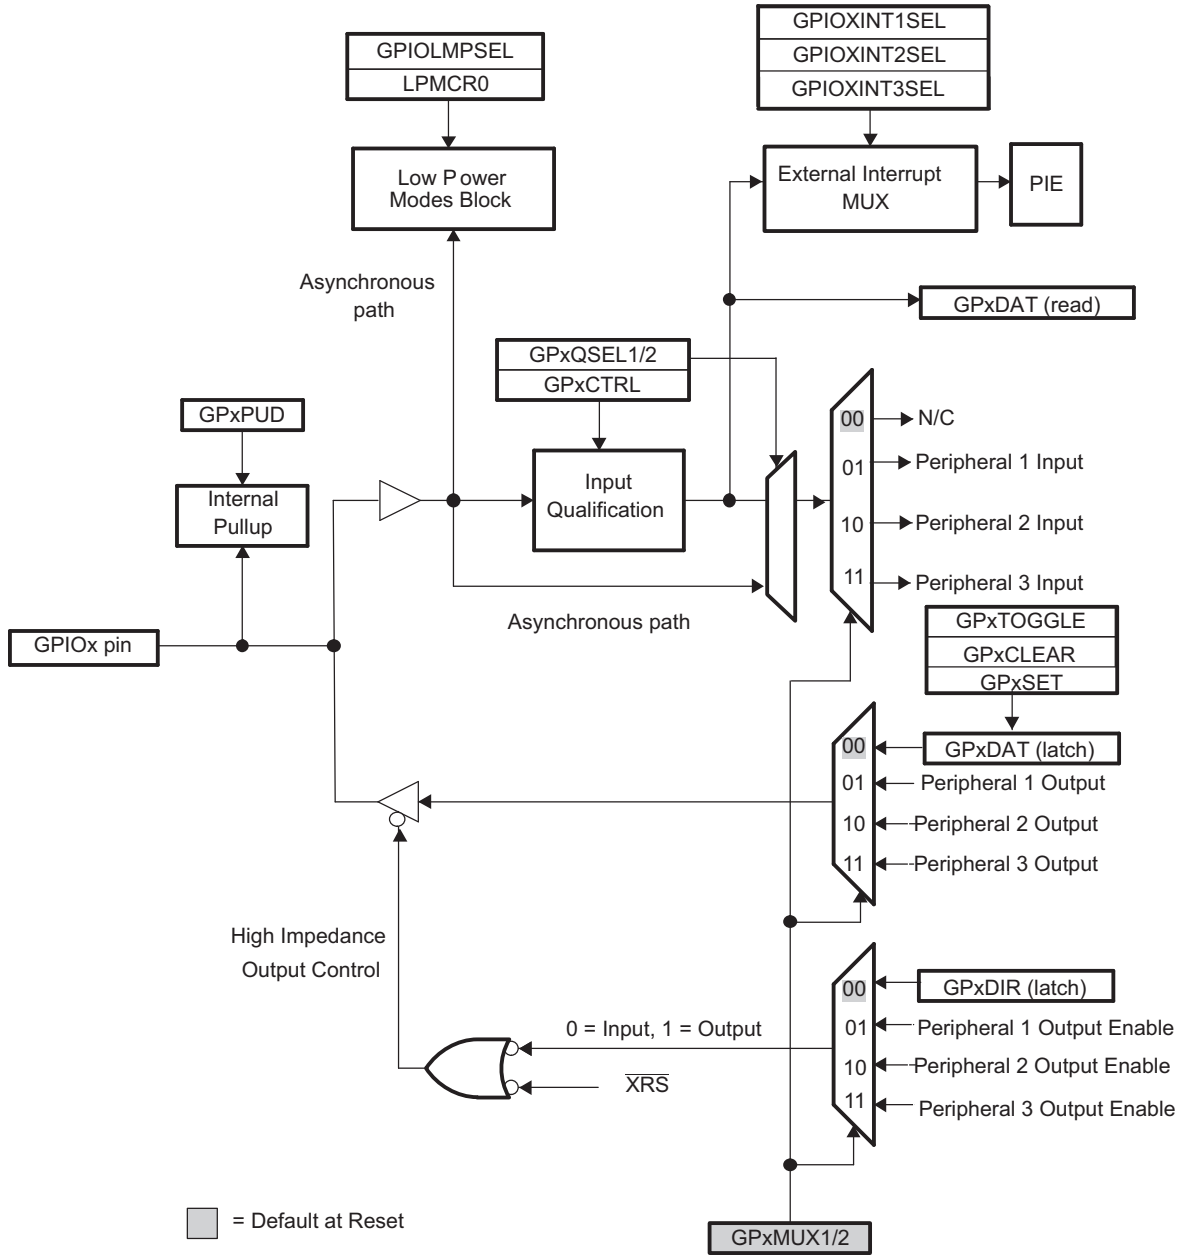 GPIOXINT1SEL
GPIOXINT2SEL
GPIOXINT3SEL
GPIOLMPSEL
LPMCR0
Low Power
Modes Block
External Interrupt
MUX
PIE
Asynchronous
path
GPxDAT (read)
GPxQSEL1/2
GPxCTRL
GPxPUD
Internal
Pullup
Input
Qualification
00
N/C
01
Peripheral 1 Input
10
Peripheral 2 Input
11
Peripheral 3 Input
Asynchronous path
GPIOx pin
GPxTOGGLE
GPxCLEAR
GPxSET
00
GPxDAT (latch)
01
Peripheral 1 Output
10
Peripheral 2 Output
11
Peripheral 3 Output
High Impedance
Output Control
00
GPxDIR (latch)
0 = Input, 1 = Output
01
Peripheral 1 Output Enable
10
Peripheral 2 Output Enable
XRS
11
Peripheral 3 Output Enable
= Default at Reset
GPxMUX1/2